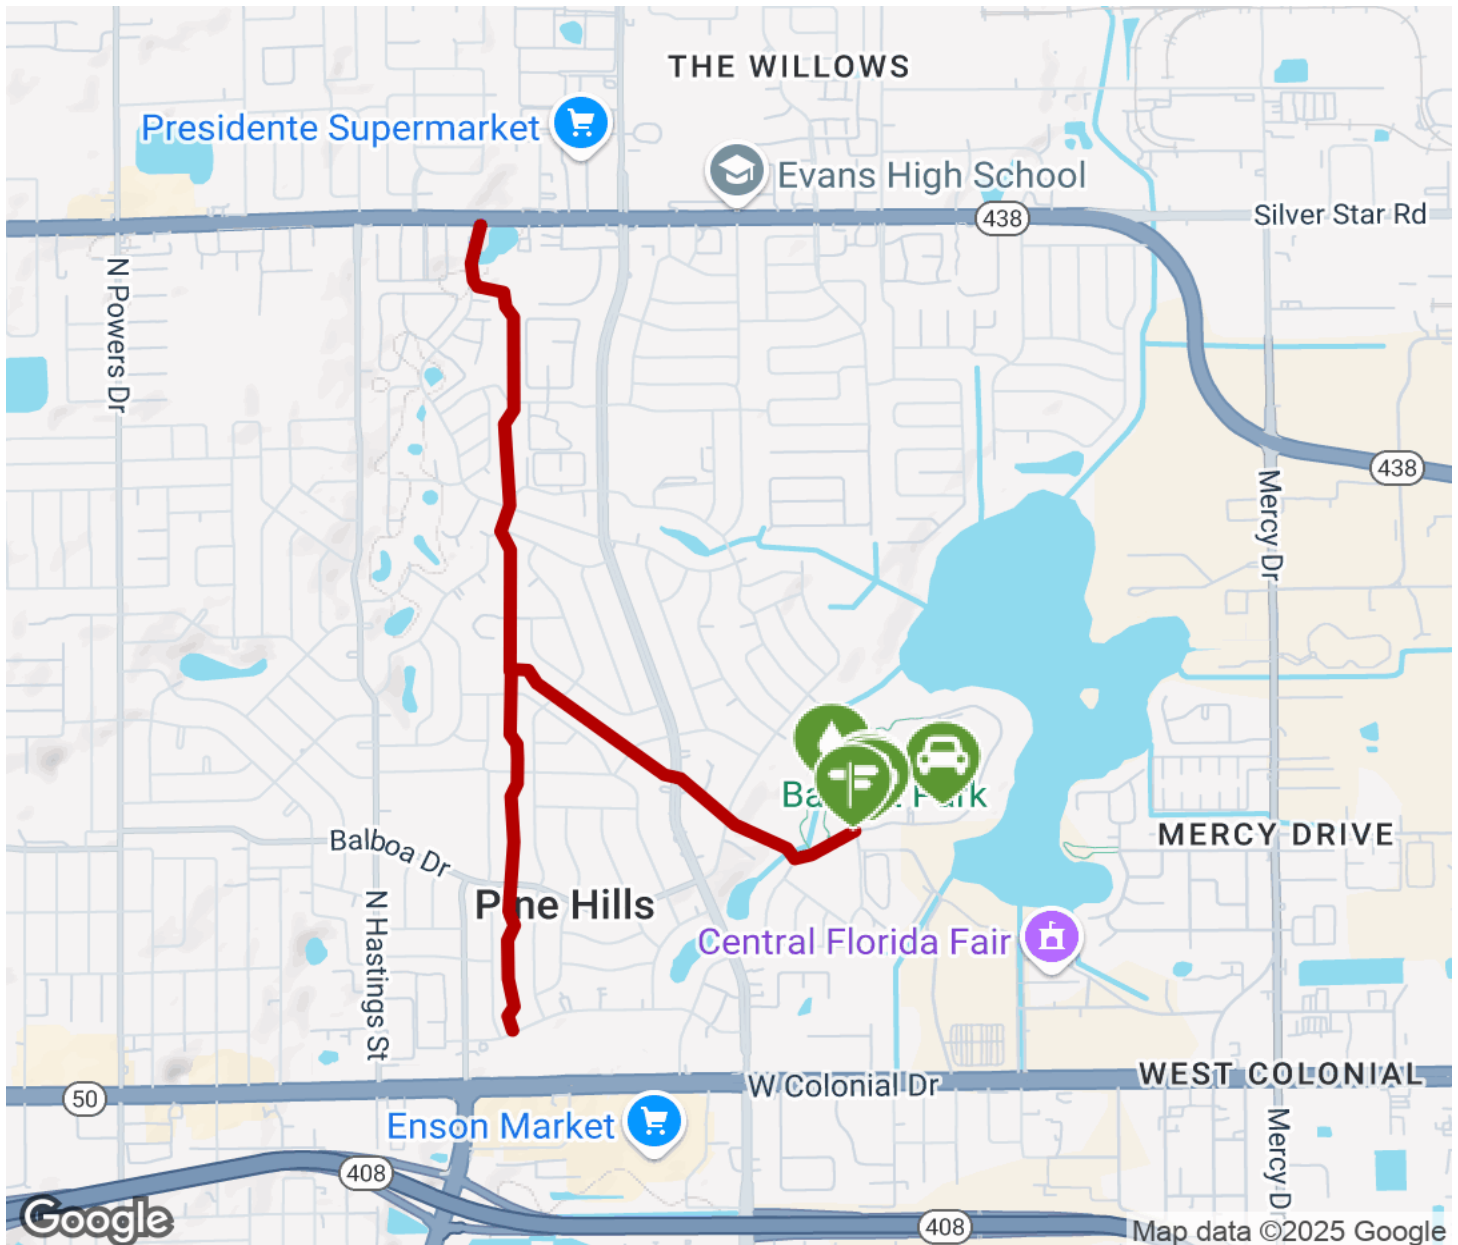 THE WILLOWS
Presidente Supermarket
Evans High School
438
Silver Star Rd
N Powers Dr
438
Mercy Dr
Park
Balboa Dr
MERCY DRIVE
Pine Hills
N Hastings St
Central Florida Fair
50
W Colonial Dr
WEST COLONIAL
Enson Market
Mercy Dr
408
408
Google
Map data ©2025 Google